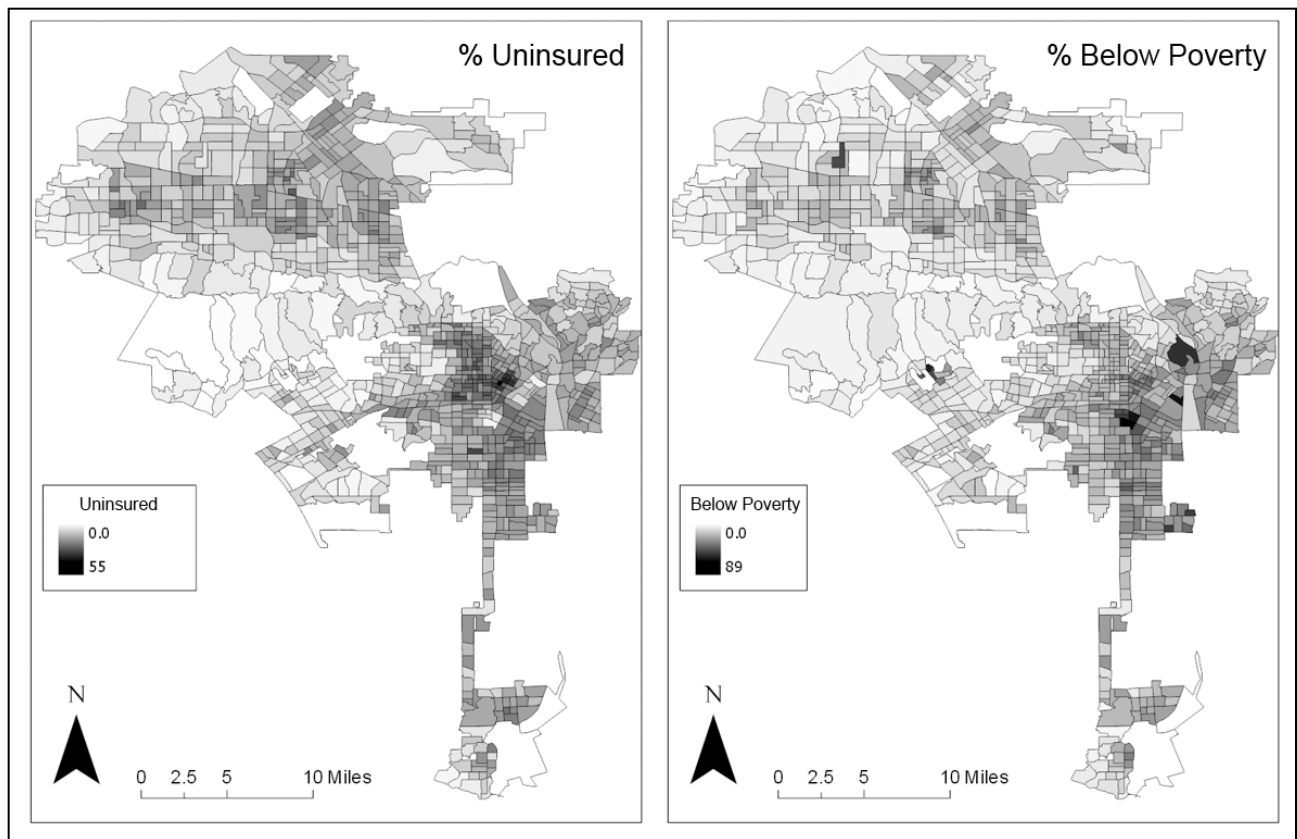 % Uninsured
Uninsured
0.0
55
N
0 2.5 5 10 Miles
% Below Poverty
Below Poverty
0.0
89
N
0 2.5 5 10 Miles